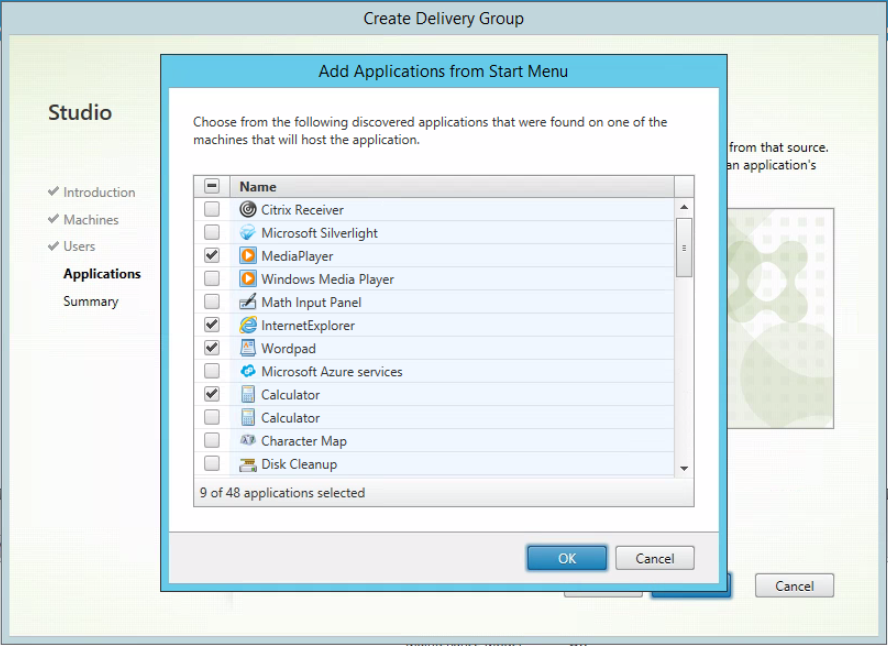 Create Delivery Group
Add Applications from Start Menu
Studio
Introduction
Machines
Users
Applications
Summary
from that source.
an application's
Choose from the following discovered applications that were found on one of the
machines that will host the application.
Name
Citrix Receiver
Microsoft Silverlight
MediaPlayer
Windows Media Player
Math Input Panel
InternetExplorer
Wordpad
Microsoft Azure services
Calculator
Calculator
Character Map
Disk Cleanup
9 of 48 applications selected
OK
Cancel
Cancel